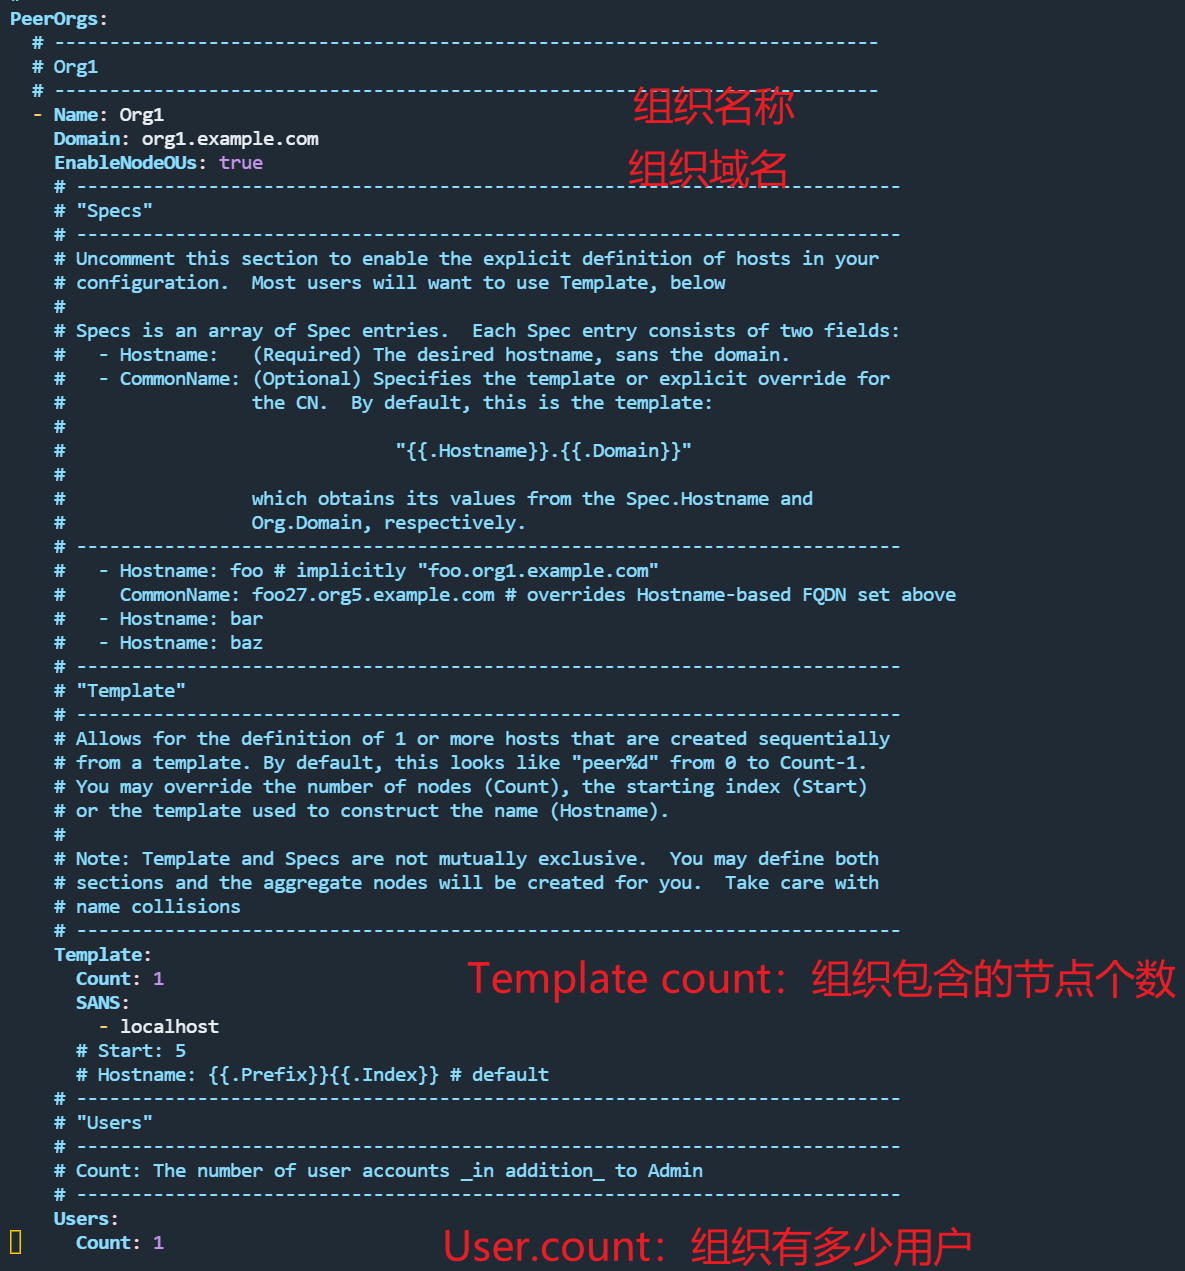 #
PeerOrgs:
# ---------------------------------------------------------------------------
# Org1
# ---------------------------------------------------------------------------
组织名称
- Name: Org1
Domain: org1.example.com
EnableNodeOUs: true
组织域名
# ---------------------------------------------------------------------------
# "Specs"
# ---------------------------------------------------------------------------
# Uncomment this section to enable the explicit definition of hosts in your
# configuration.  Most users will want to use Template, below
#
# Specs is an array of Spec entries.  Each Spec entry consists of two fields:
#   - Hostname:   (Required) The desired hostname, sans the domain.
#   - CommonName: (Optional) Specifies the template or explicit override for
#                 the CN.  By default, this is the template:
#
#                              "{{.Hostname}}.{{.Domain}}"
#
#                 which obtains its values from the Spec.Hostname and
#                 Org.Domain, respectively.
# ---------------------------------------------------------------------------
#   - Hostname: foo # implicitly "foo.org1.example.com"
#     CommonName: foo27.org5.example.com # overrides Hostname-based FQDN set above
#   - Hostname: bar
#   - Hostname: baz
# ---------------------------------------------------------------------------
# "Template"
# ---------------------------------------------------------------------------
# Allows for the definition of 1 or more hosts that are created sequentially
# from a template. By default, this looks like "peer%d" from 0 to Count-1.
# You may override the number of nodes (Count), the starting index (Start)
# or the template used to construct the name (Hostname).
#
# Note: Template and Specs are not mutually exclusive.  You may define both
# sections and the aggregate nodes will be created for you.  Take care with
# name collisions
# ---------------------------------------------------------------------------
Template:
Count: 1
Template count：组织包含的节点个数
SANS:
- localhost
# Start: 5
# Hostname: {{.Prefix}}{{.Index}} # default
# ---------------------------------------------------------------------------
# "Users"
# ---------------------------------------------------------------------------
# Count: The number of user accounts _in addition_ to Admin
# ---------------------------------------------------------------------------
Users:
Count: 1
User.count：组织有多少用户